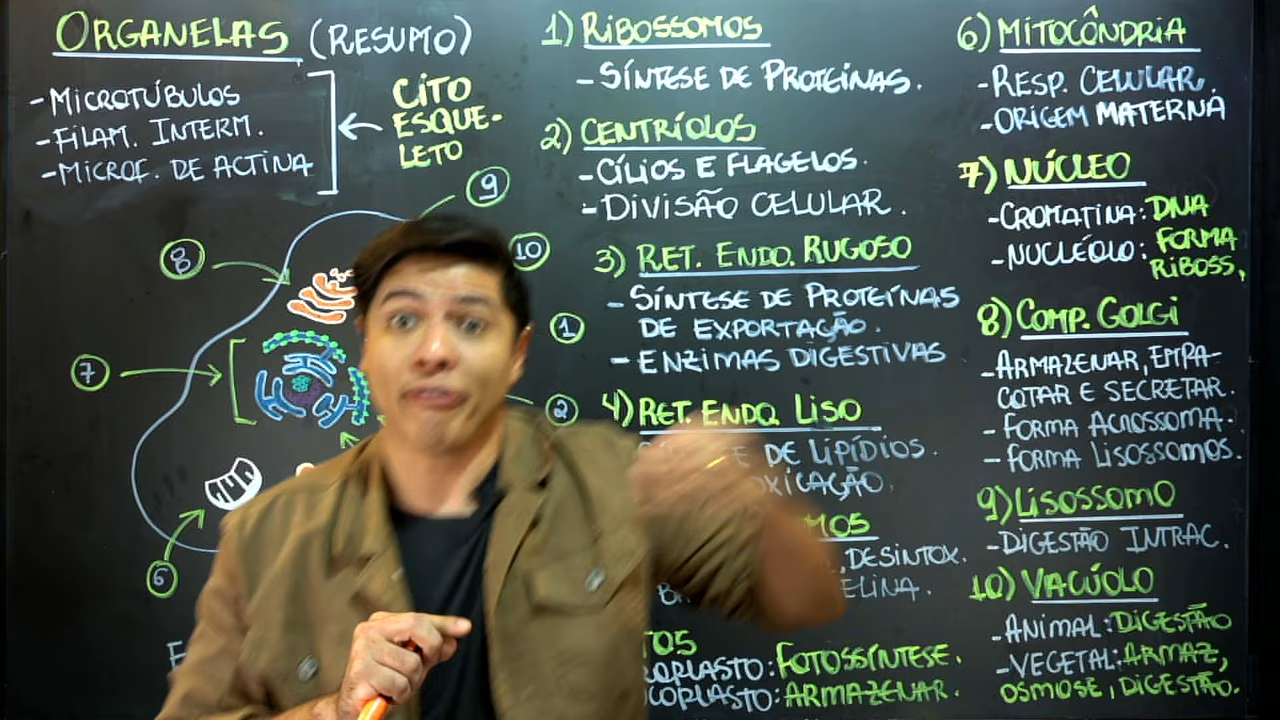 ORGANELAS (RESUMO)
- MICROTÚBULOS
- FILAM. INTERM.
- MICROF. DE ACTINA
CITO
ESQUE-
LETO
9
8
10
1
7
2
6
1) RIBOSSOMOS
- SÍNTESE DE PROTEÍNAS.
2) CENTRÍOLOS
- CÍLIOS E FLAGELOS.
- DIVISÃO CELULAR.
3) RET. ENDO. RUGOSO
- SÍNTESE DE PROTEÍNAS
DE EXPORTAÇÃO.
- ENZIMAS DIGESTIVAS
4) RET. ENDO. LISO
DE LIPÍDIOS.
OXICAÇÃO.
MOS
, DESINTOX.
ELINA.
TOS
ROPLASTO: FOTOSSÍNTESE.
COPLASTO: ARMAZENAR.
6) MITOCÔNDRIA
- RESP. CELULAR.
- ORIGEM MATERNA
7) NÚCLEO
- CROMATINA: DNA
- NUCLÉOLO: FORMA
RIBOSS.
8) COMP. GOLGI
- ARMAZENAR, EMPA-
COTAR E SECRETAR.
- FORMA ACROSSOMA.
- FORMA LISOSSOMOS.
9) LISOSSOMO
- DIGESTÃO INTRAC.
10) VACÚOLO
- ANIMAL: DIGESTÃO
- VEGETAL: ARMAZ,
OSMOSE, DIGESTÃO.